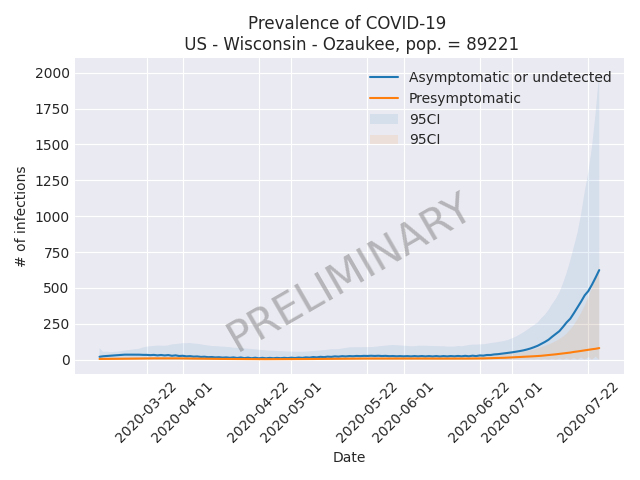 Prevalence of COVID-19
US - Wisconsin - Ozaukee, pop. = 89221
2000
1750
1500
1250
1000
750
500
250
0
# of infections
Asymptomatic or undetected
Presymptomatic
95CI
95CI
PRELIMINARY
2020-03-22
2020-04-01
2020-04-22
2020-05-01
2020-05-22
2020-06-01
2020-06-22
2020-07-01
2020-07-22
Date